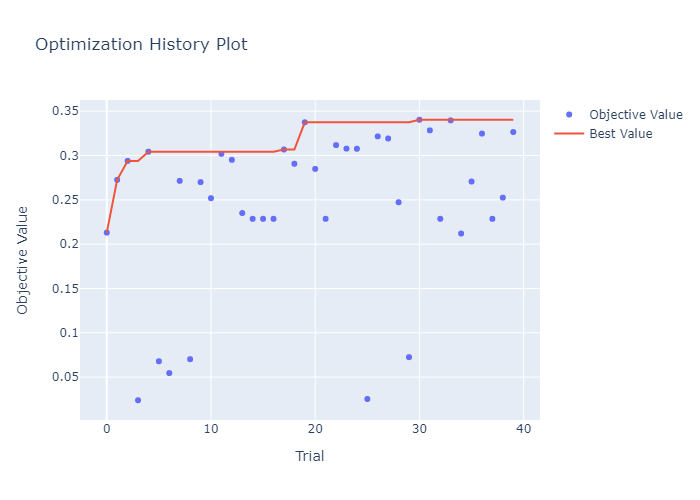 Optimization History Plot
Objective Value
Best Value
0.35
0.3
0.25
0.2
0.15
0.1
0.05
0
10
20
30
40
Objective Value
Trial